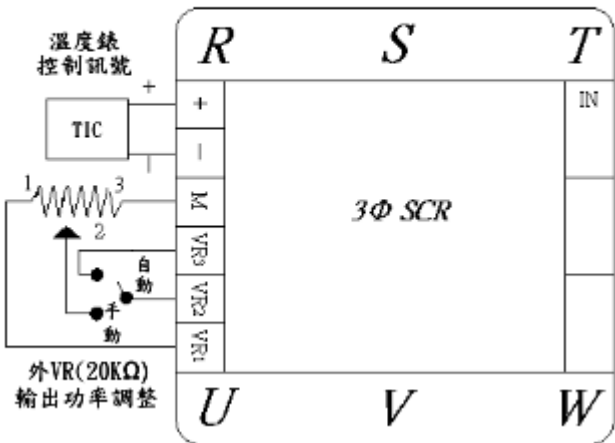 R S T
溫度錶
控制訊號
+
+
IN
TIC
−
−
1
3
M
2
3Φ SCR
VR3
自動
VR2
手動
VR1
外VR(20KΩ)
輸出功率調整
U V W